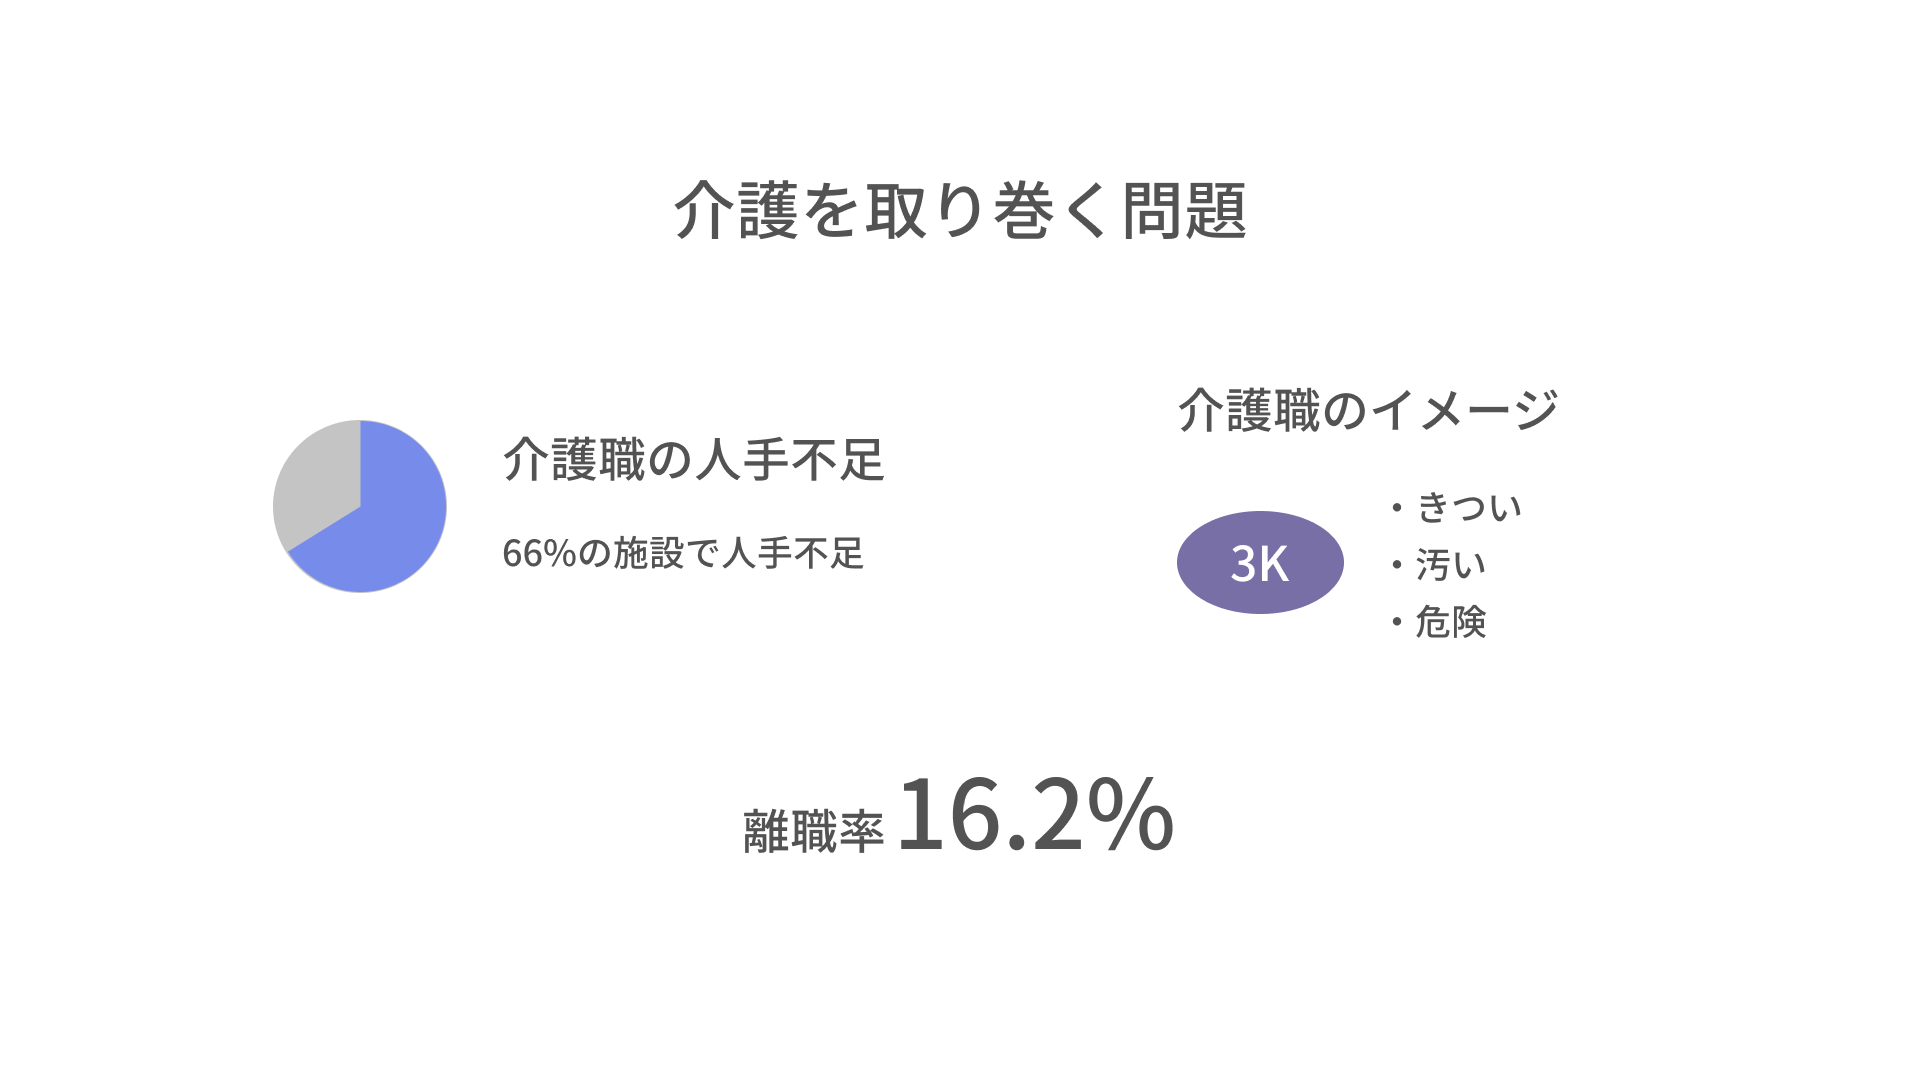 介護を取り巻く問題
介護職の人手不足
66%の施設で人手不足
介護職のイメージ
3K
・きつい
・汚い
・危険
離職率 16.2%